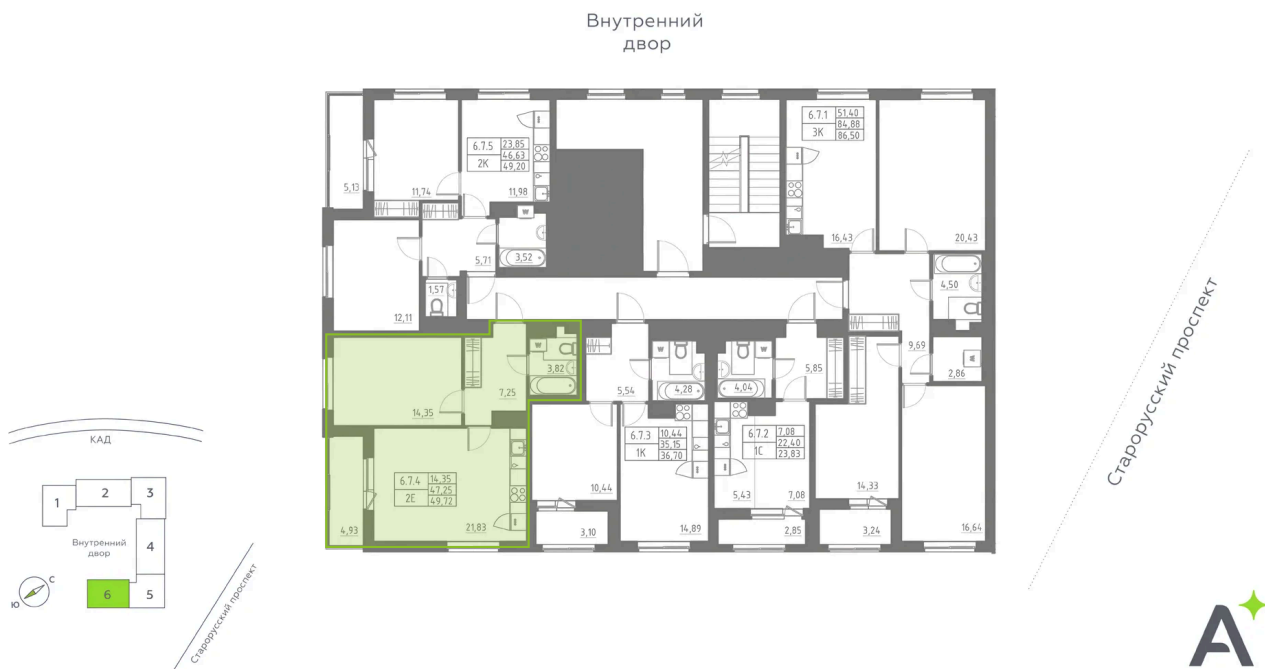 Внутренний
двор
6.7.5 23,85
2К 46,63
49,20
5,13
11,74
11,98
5,71
3,52
1,57
12,11
6.7.1 51,40
3К 84,88
86,50
16,43
20,43
4,50
9,69
2,86
14,35
7,25
3,82
6.7.4 14,35
2Е 47,25
49,72
4,93
21,83
5,54
4,28
6.7.3 10,44
1К 35,15
36,70
10,44
3,10
14,89
4,04
5,85
6.7.2 7,08
1С 22,40
23,83
5,43
7,08
2,85
14,33
3,24
16,64
W
W
W
W
Старорусский проспект
КАД
1
2
3
4
5
6
Внутренний
двор
С
Ю
Старорусский проспект
A